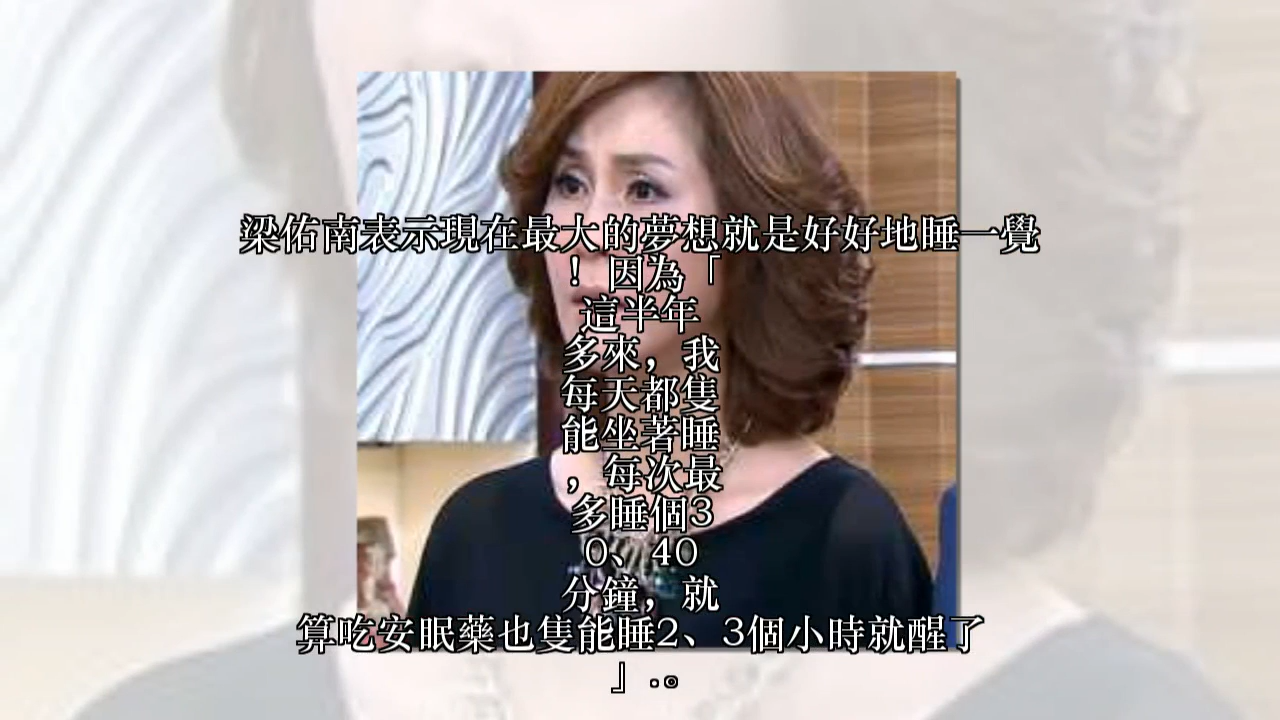 梁佑南表示現在最大的夢想就是好好地睡一覺
！因為「
這半年
多來，我
每天都隻
能坐著睡
，每次最
多睡個3
0、40
分鐘，就
算吃安眠藥也隻能睡2、3個小時就醒了
」.。